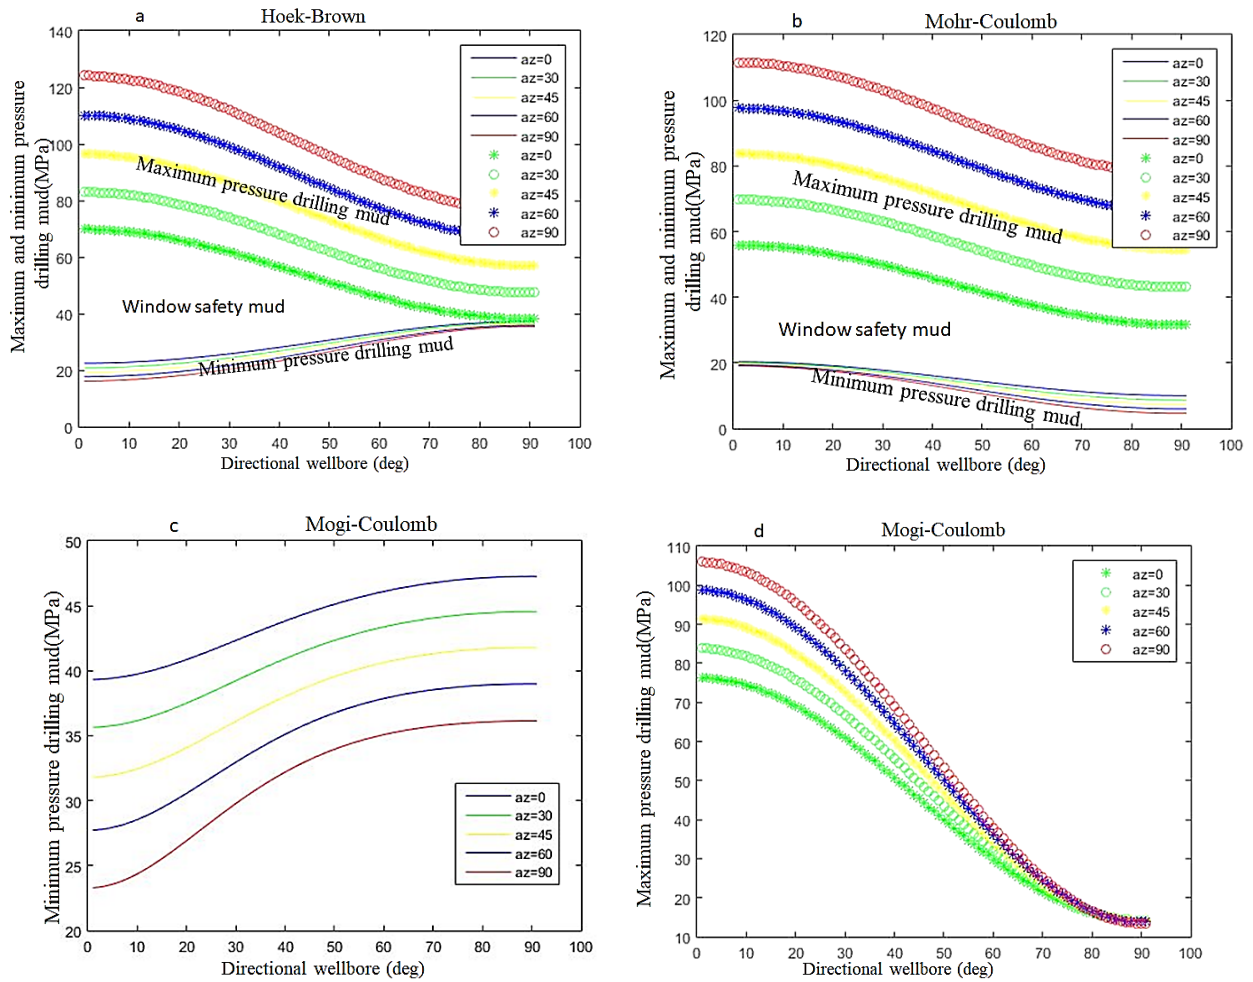 a
Hoek-Brown
Maximum and minimum pressure
drilling mud(MPa)
140
120
100
80
60
40
20
0
az=0
az=30
az=45
az=60
az=90
az=0
az=30
az=45
az=60
az=90
Maximum pressure drilling mud
Window safety mud
Minimum pressure drilling mud
0 10 20 30 40 50 60 70 80 90 100
Directional wellbore (deg)
b
Mohr-Coulomb
Maximum and minimum pressure
drilling mud(MPa)
120
100
80
60
40
20
0
az=0
az=30
az=45
az=60
az=90
az=0
az=30
az=45
az=60
az=90
Maximum pressure drilling mud
Window safety mud
Minimum pressure drilling mud
0 10 20 30 40 50 60 70 80 90 100
Directional wellbore (deg)
c
Mogi-Coulomb
Minimum pressure drilling mud(MPa)
50
45
40
35
30
25
20
az=0
az=30
az=45
az=60
az=90
0 10 20 30 40 50 60 70 80 90 100
Directional wellbore (deg)
d
Mogi-Coulomb
Maximum pressure drilling mud(MPa)
110
100
90
80
70
60
50
40
30
20
10
az=0
az=30
az=45
az=60
az=90
0 10 20 30 40 50 60 70 80 90 100
Directional wellbore (deg)